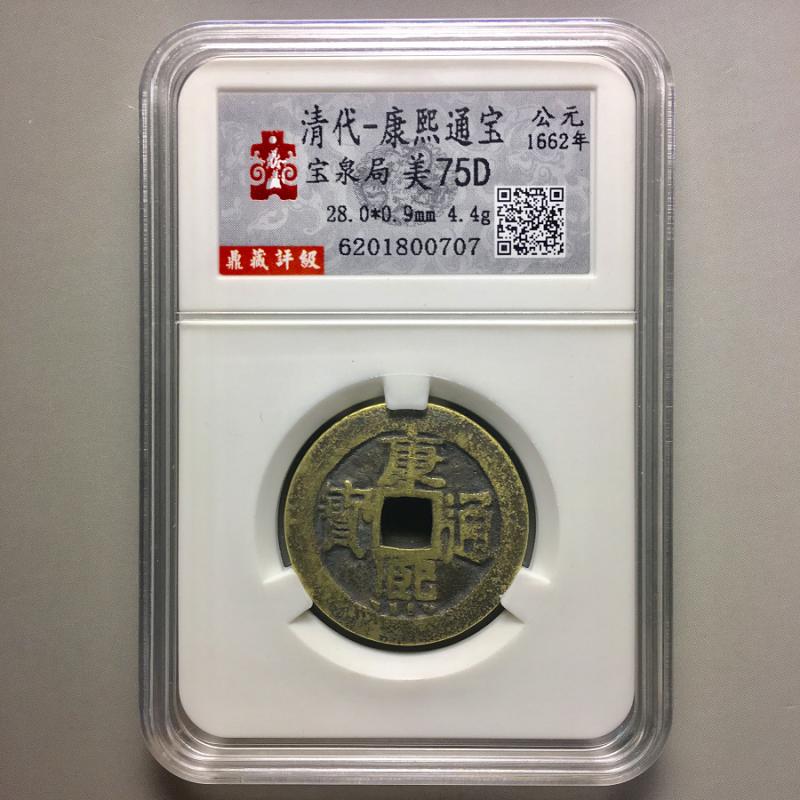 清代-康熙通宝
公元
1662年
宝泉局 美75D
28.0*0.9mm 4.4g
6201800707
鼎藏評級
康熙通寳